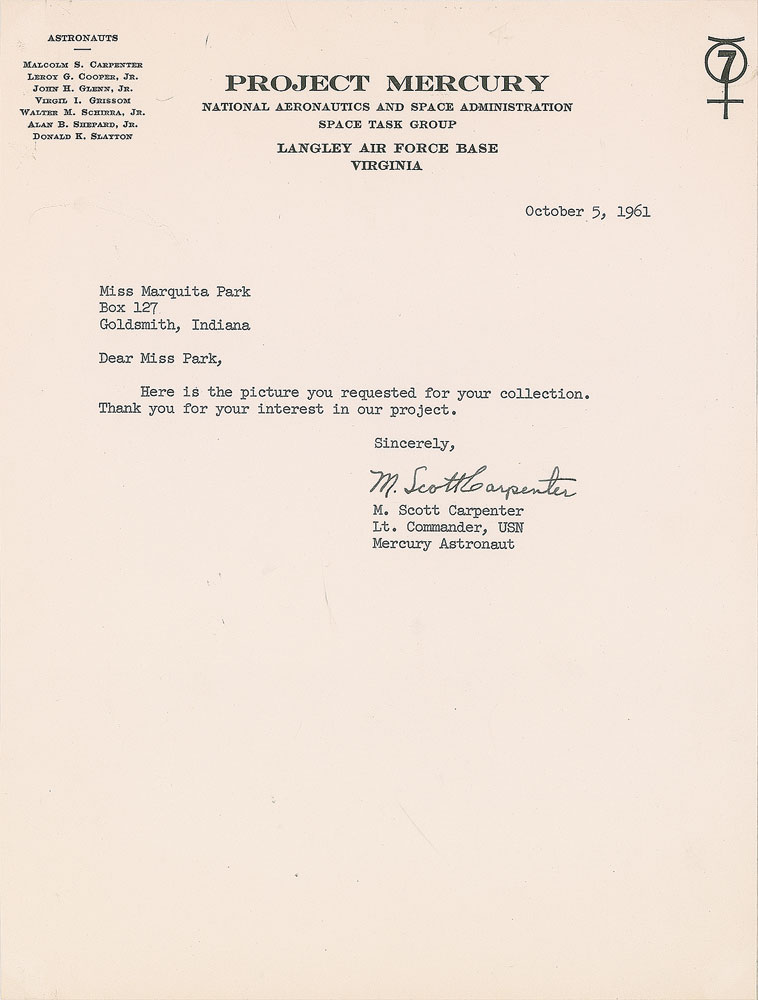 ASTRONAUTS
MALCOLM S. CARPENTER
LEROY G. COOPER, JR.
JOHN H. GLENN, JR.
VIRGIL I. GRISSOM
WALTER M. SCHIRRA, JR.
ALAN B. SHEPARD, JR.
DONALD K. SLAYTON
PROJECT MERCURY
NATIONAL AERONAUTICS AND SPACE ADMINISTRATION
SPACE TASK GROUP
LANGLEY AIR FORCE BASE
VIRGINIA
7
October 5, 1961
Miss Marquita Park
Box 127
Goldsmith, Indiana
Dear Miss Park,
Here is the picture you requested for your collection.
Thank you for your interest in our project.
Sincerely,
M. Scott Carpenter
M. Scott Carpenter
Lt. Commander, USN
Mercury Astronaut